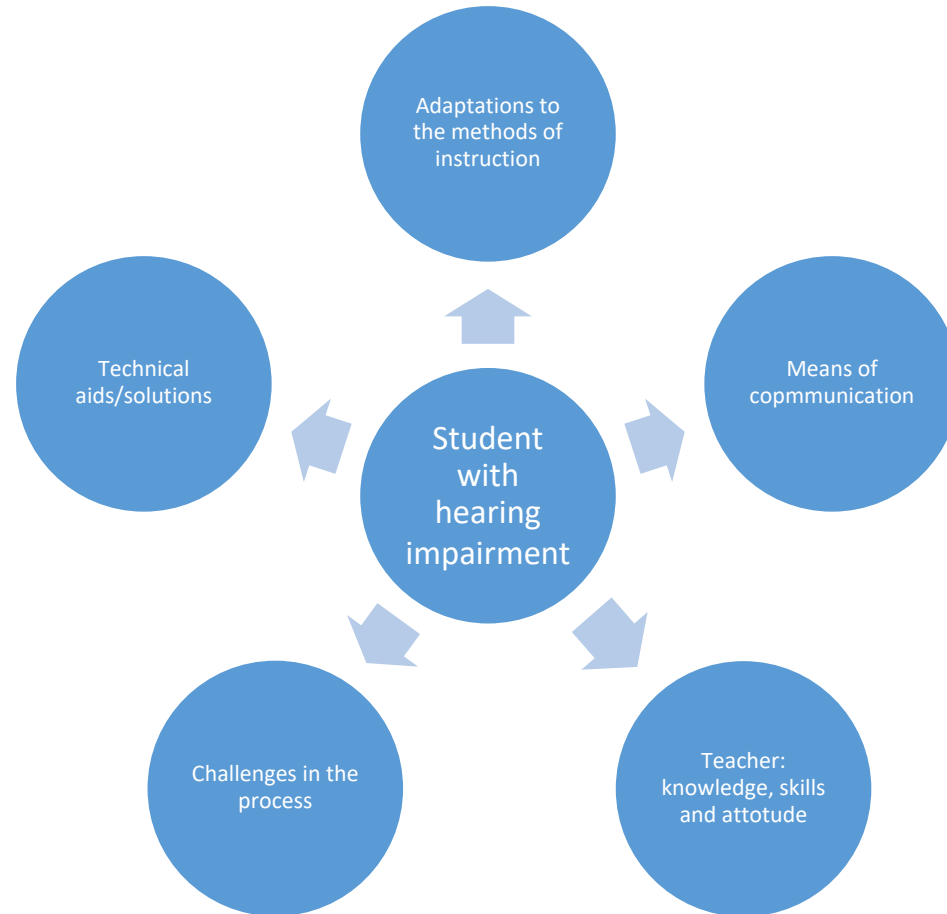 Adaptations to
the methods of
instruction
Technical
aids/solutions
Means of
copmmunication
Student
with
hearing
impairment
Challenges in the
process
Teacher:
knowledge, skills
and attotude